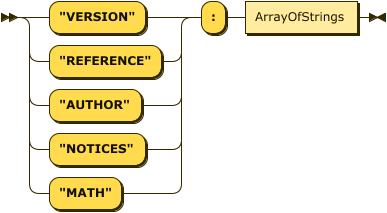 "VERSION" : ArrayOfStrings
"REFERENCE"
"AUTHOR"
"NOTICES"
"MATH"